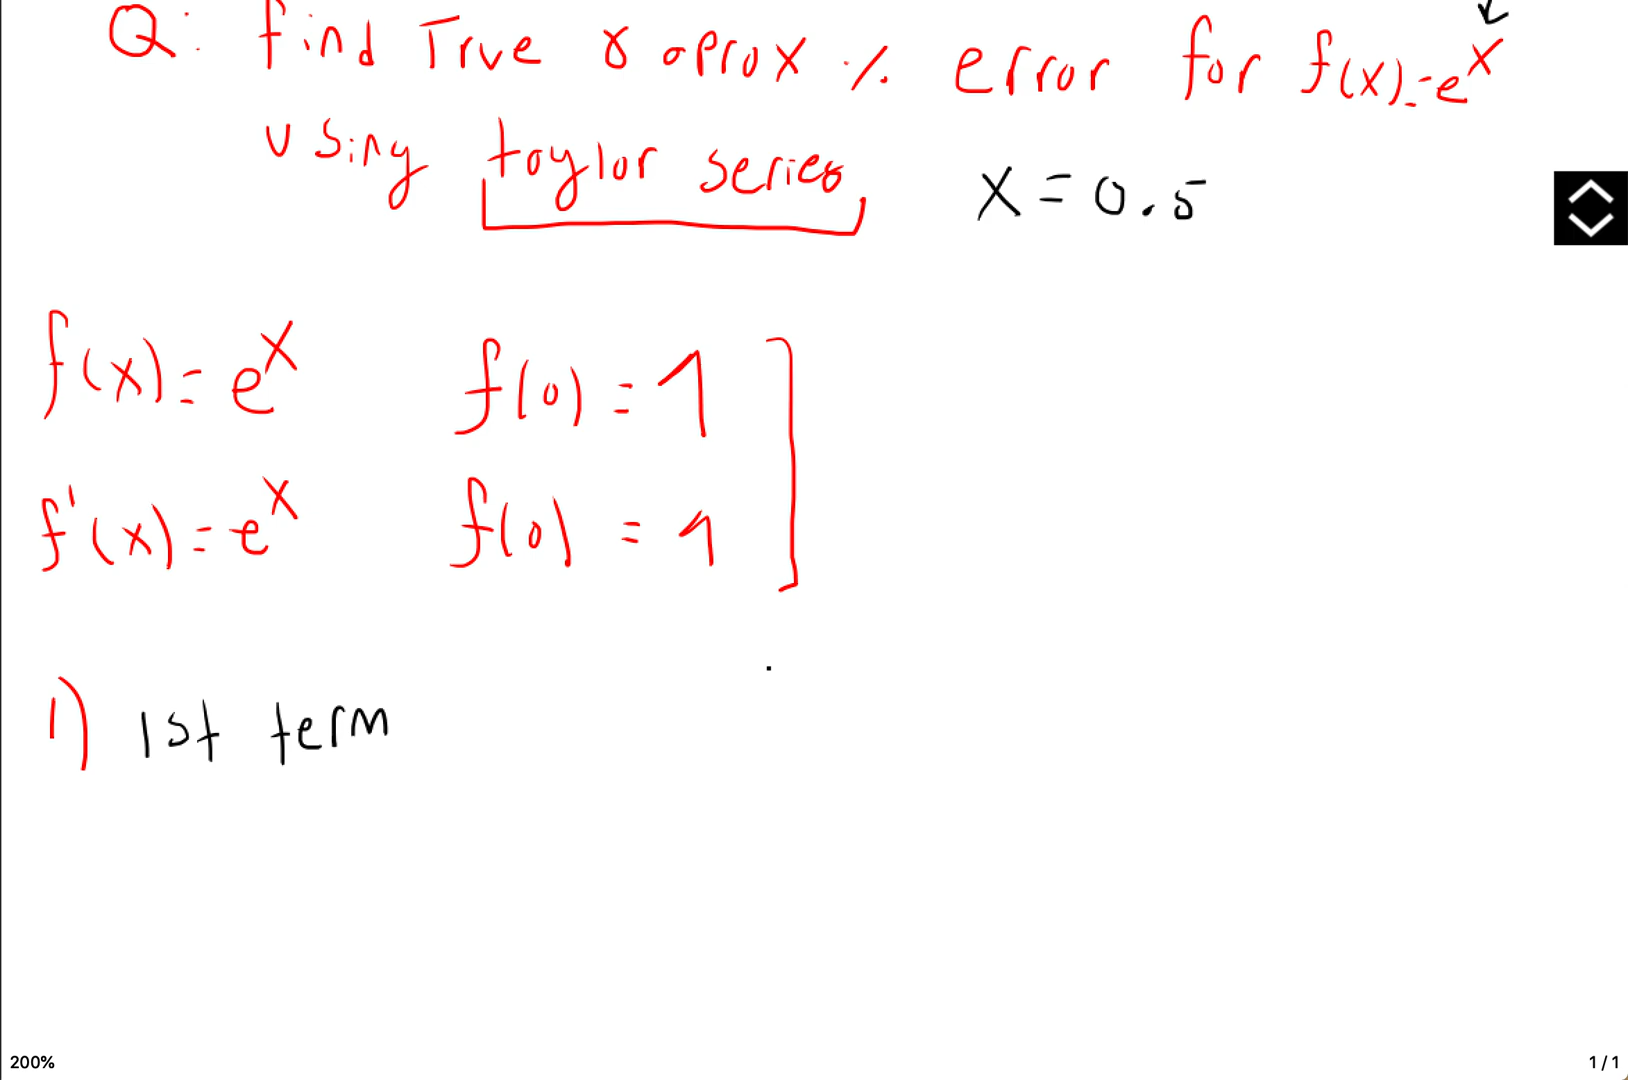 Q: find True & aprox % error for f(x)=e^x
using taylor series x = 0.5
f(x) = e^x f(0) = 1
f'(x) = e^x f(0) = 1
1) 1st term
200% 1/1